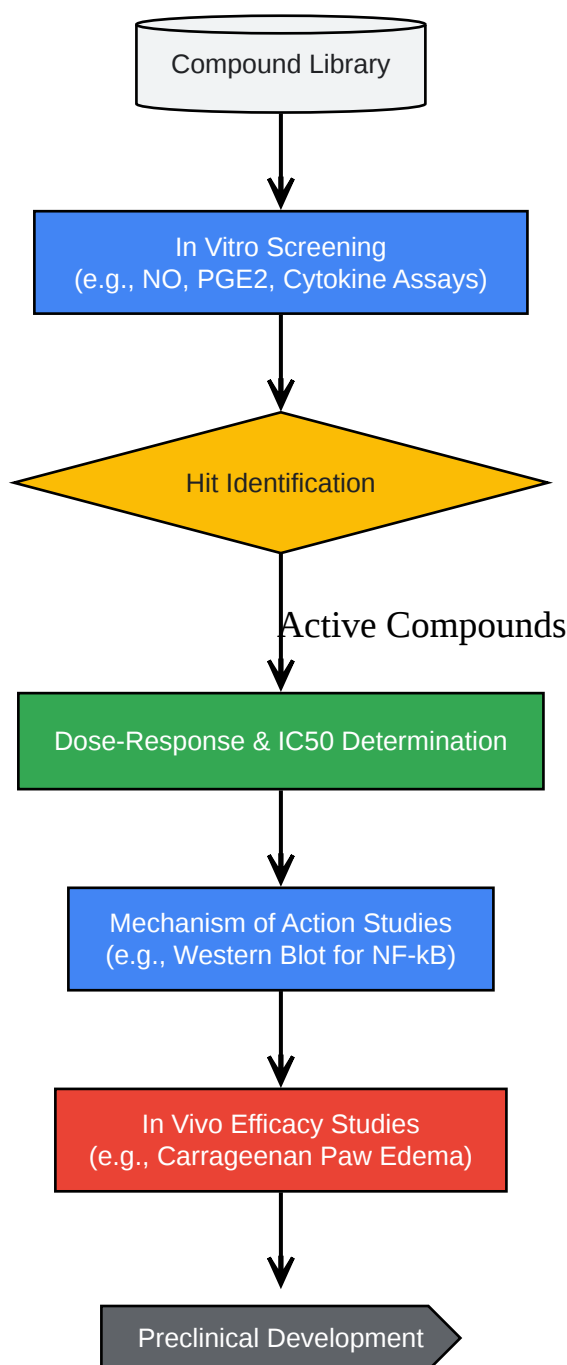 Compound Library
In Vitro Screening
(e.g., NO, PGE2, Cytokine Assays)
Hit Identification
Active Compounds
Dose-Response & IC50 Determination
Mechanism of Action Studies
(e.g., Western Blot for NF-kB)
In Vivo Efficacy Studies
(e.g., Carrageenan Paw Edema)
Preclinical Development